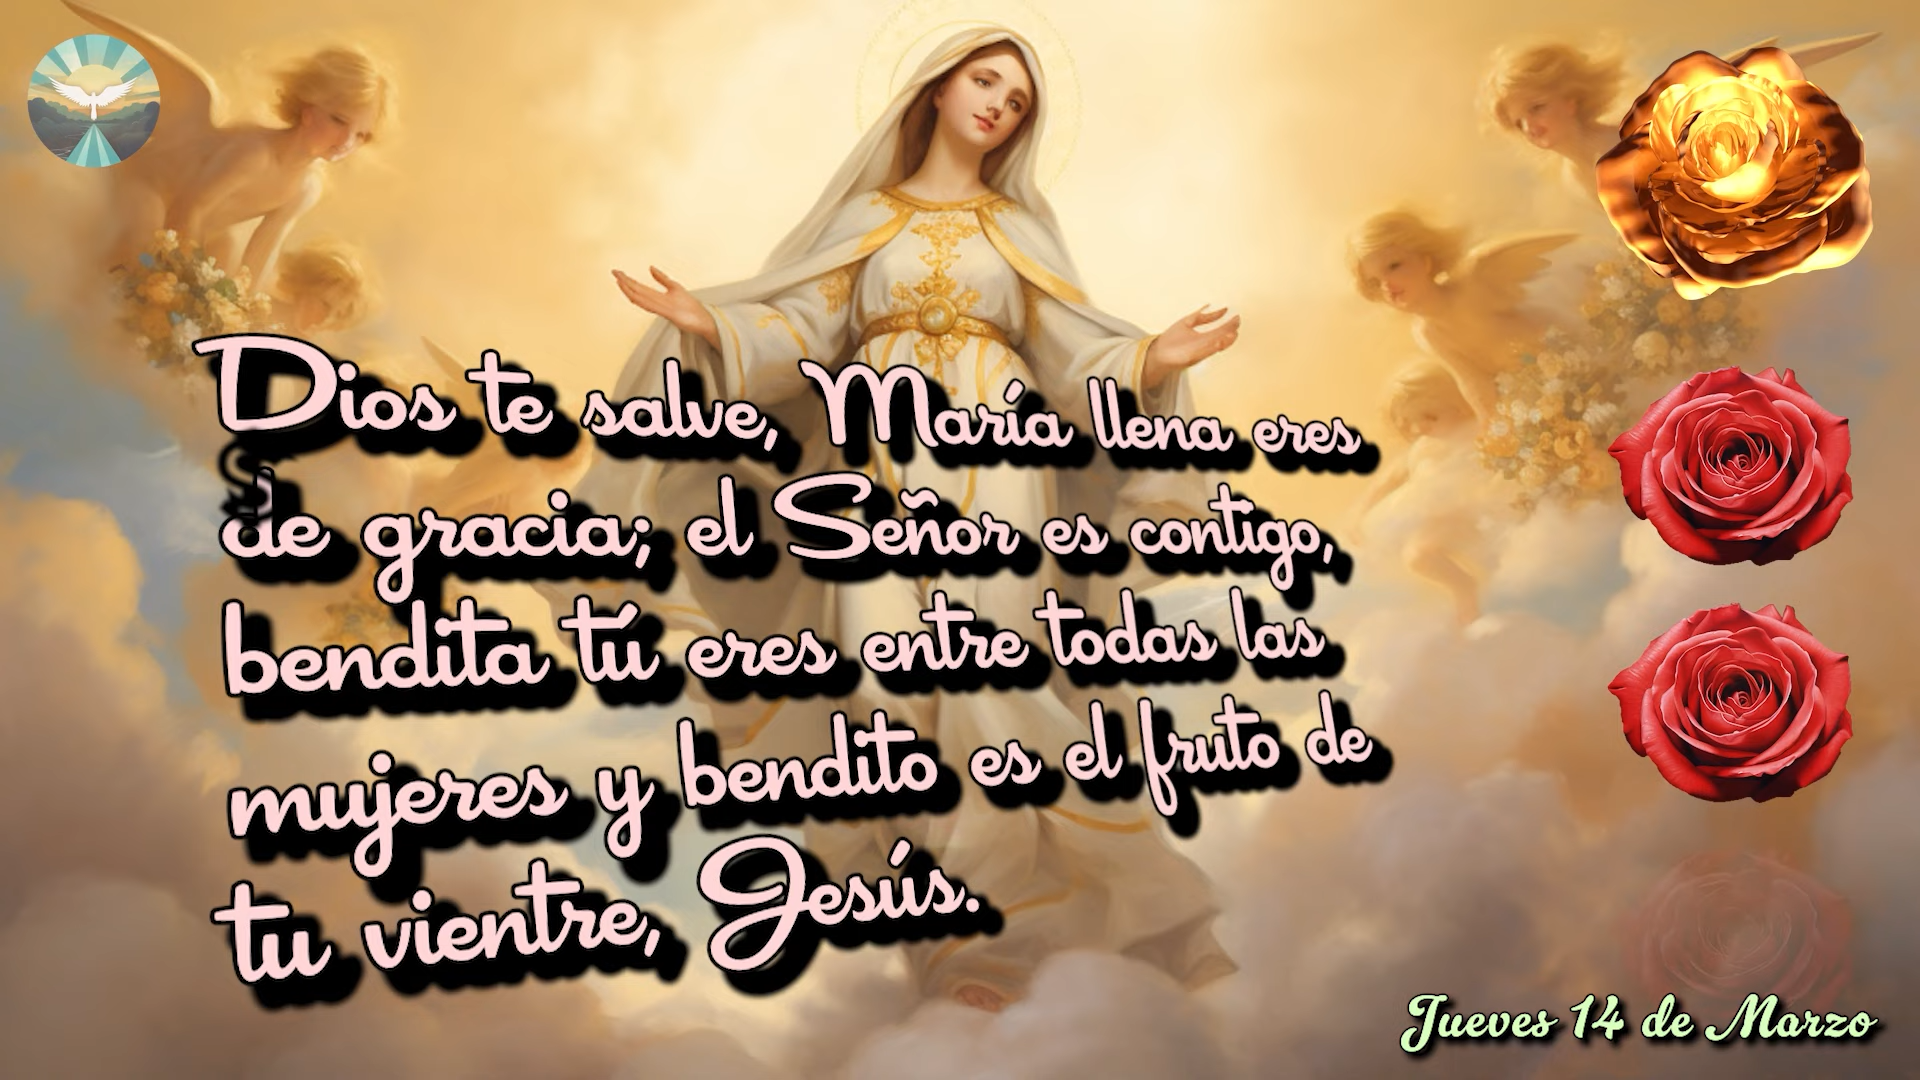 Dios te salve, María llena eres
de gracia; el Señor es contigo,
bendita tú eres entre todas las
mujeres y bendito es el fruto de
tu vientre, Jesús.
Jueves 14 de Marzo